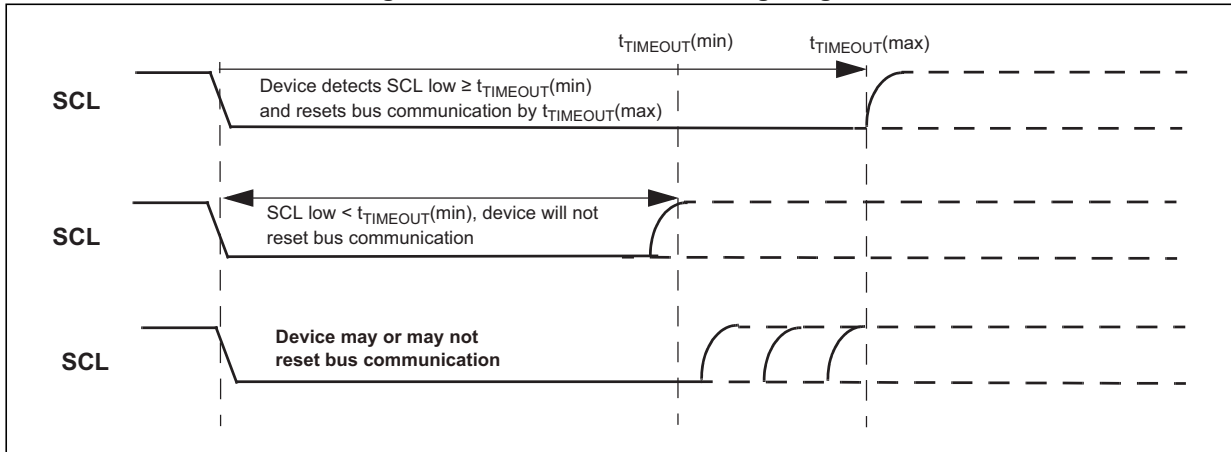 tTIMEOUT(min)
tTIMEOUT(max)
SCL
Device detects SCL low ≥ tTIMEOUT(min)
and resets bus communication by tTIMEOUT(max)
SCL
SCL low < tTIMEOUT(min), device will not
reset bus communication
SCL
Device may or may not
reset bus communication